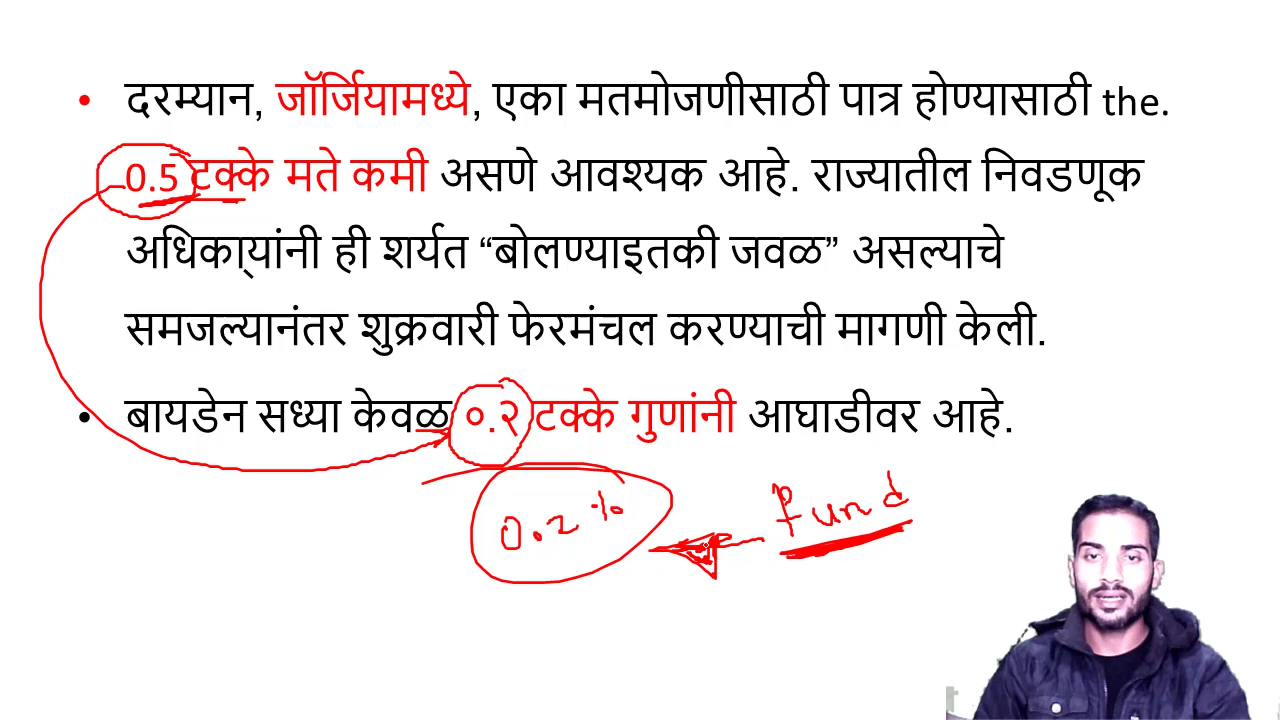 • दरम्यान, जॉर्जियामध्ये, एका मतमोजणीसाठी पात्र होण्यासाठी the.
0.5 टक्के मते कमी असणे आवश्यक आहे. राज्यातील निवडणूक
अधिका्यांनी ही शर्यत “बोलण्याइतकी जवळ” असल्याचे
समजल्यानंतर शुक्रवारी फेरमंचल करण्याची मागणी केली.
• बायडेन सध्या केवळ ०.२ टक्के गुणांनी आघाडीवर आहे.
0.2 % fund